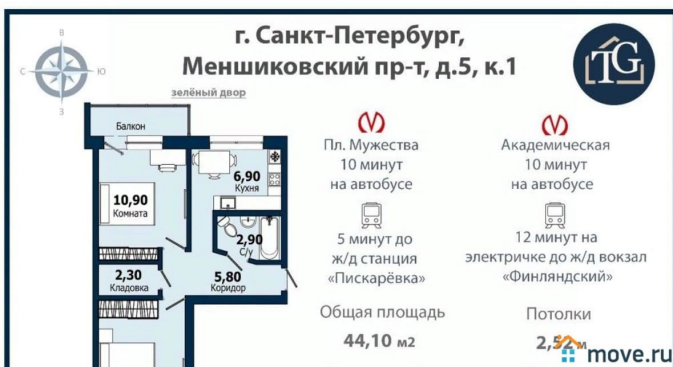 г. Санкт-Петербург,
Меншиковский пр-т, д.5, к.1
TG
В
С
Ю
З
зелёный двор
Балкон
6,90
Кухня
10,90
Комната
2,90
С/у
2,30
Кладовка
5,80
Коридор
Пл. Мужества
10 минут
на автобусе
Академическая
10 минут
на автобусе
5 минут до
ж/д станция
«Пискарёвка»
12 минут на
электричке до ж/д вокзал
«Финляндский»
Общая площадь
44,10 м2
Потолки
2,52 м
move.ru